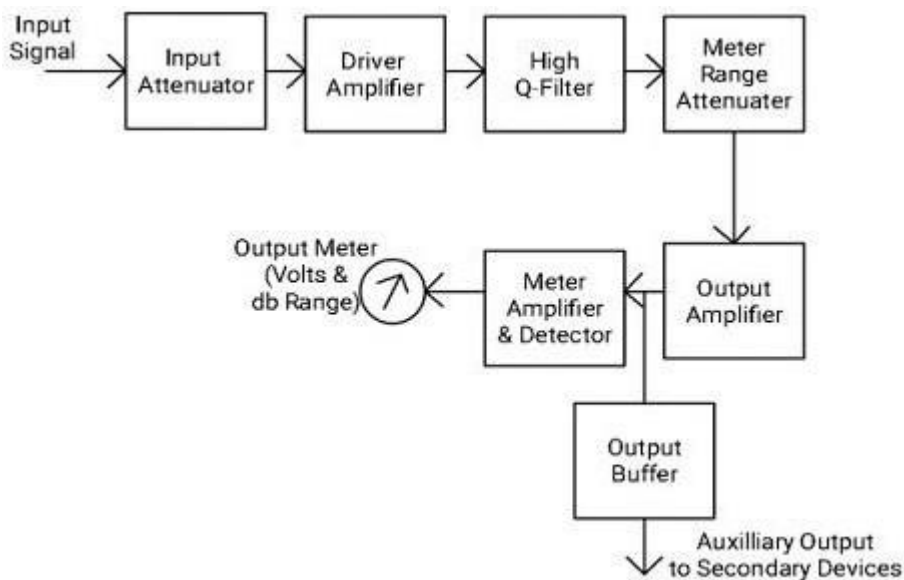 Input
Signal
Input
Attenuator
Driver
Amplifier
High
Q-Filter
Meter
Range
Attenuater
Output Meter
(Volts &
db Range)
Meter
Amplifier
& Detector
Output
Amplifier
Output
Buffer
Auxilliary Output
to Secondary Devices